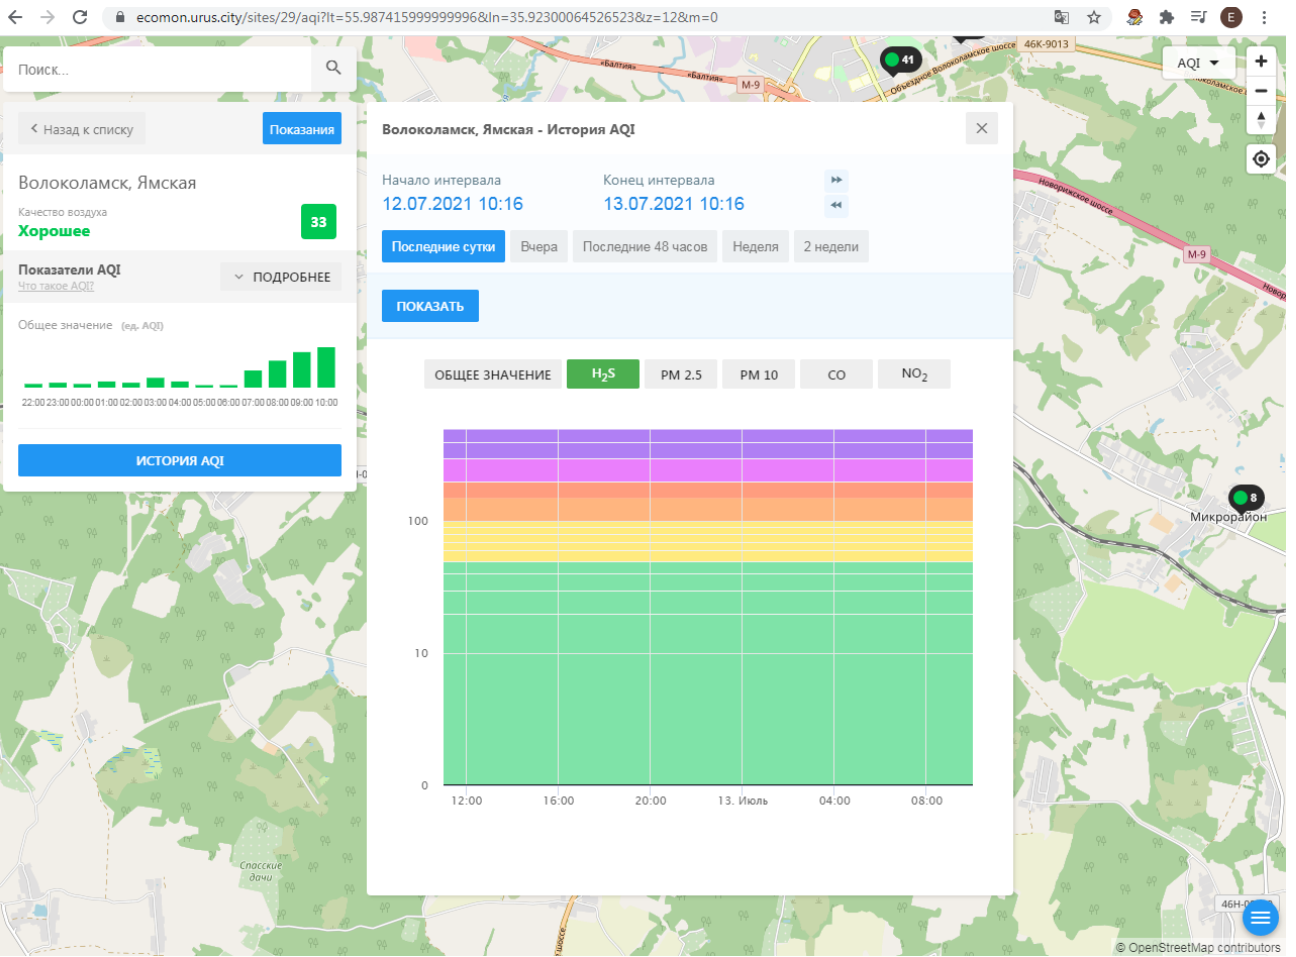 ecomon.urus.city/sites/29/aqi?lt=55.987415999999996&ln=35.92300064526523&z=12&m=0
E
Поиск...
Назад к списку
Показания
Волоколамск, Ямская
Качество воздуха
Хорошее
33
Показатели AQI
Что такое AQI?
ПОДРОБНЕЕ
Общее значение (ед. AQI)
22:00 23:00 00:00 01:00 02:00 03:00 04:00 05:00 06:00 07:00 08:00 09:00 10:00
ИСТОРИЯ AQI
Волоколамск, Ямская - История AQI
Начало интервала
Конец интервала
12.07.2021 10:16
13.07.2021 10:16
Последние сутки
Вчера
Последние 48 часов
Неделя
2 недели
ПОКАЗАТЬ
ОБЩЕЕ ЗНАЧЕНИЕ
H2S
PM 2.5
PM 10
CO
NO2
100
10
0
12:00
16:00
20:00
13. Июль
04:00
08:00
«Балтия»
«Балтия»
М-9
41
Объездное Волоколамское шоссе
46К-9013
AQI
+
−
Новорижское шоссе
М-9
8
Микрорайон
Спасские
дачи
© OpenStreetMap contributors